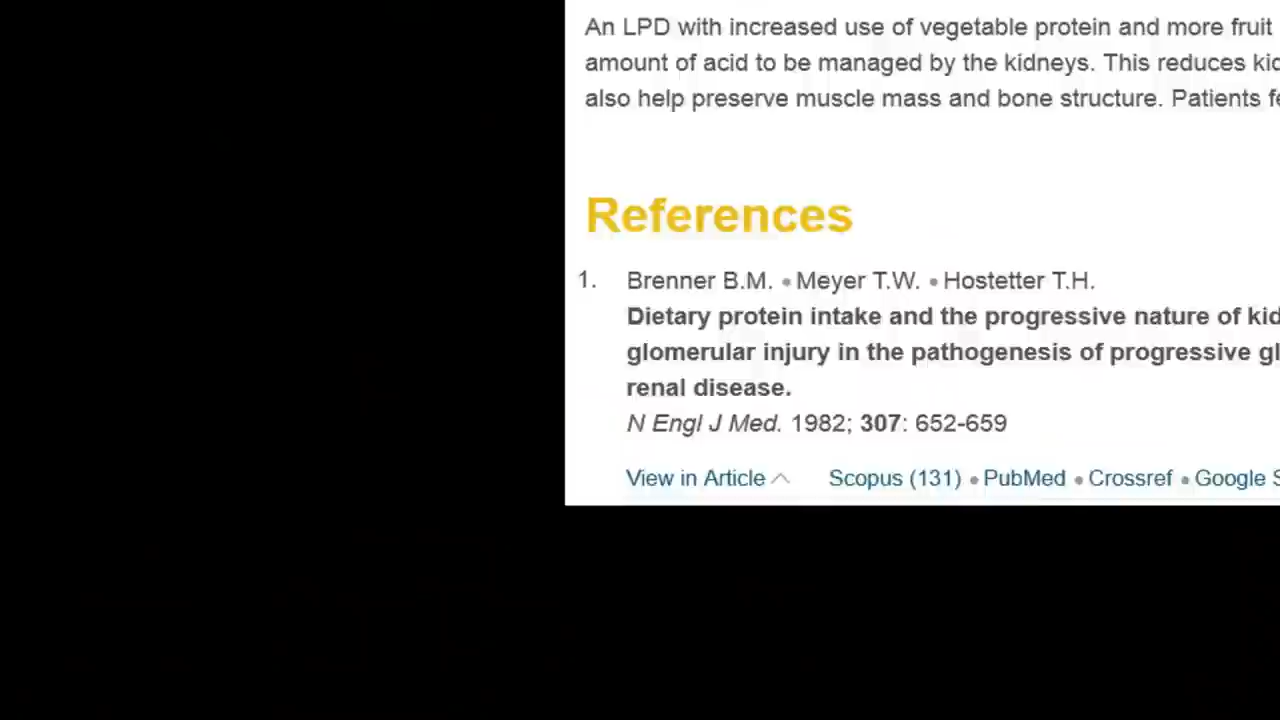 An LPD with increased use of vegetable protein and more fruit
amount of acid to be managed by the kidneys. This reduces
also help preserve muscle mass and bone structure. Patients
References
1. Brenner B.M. • Meyer T.W. • Hostetter T.H.
Dietary protein intake and the progressive nature of
glomerular injury in the pathogenesis of progressive
renal disease.
N Engl J Med. 1982; 307: 652-659
View in Article Scopus (131) • PubMed • Crossref • Google